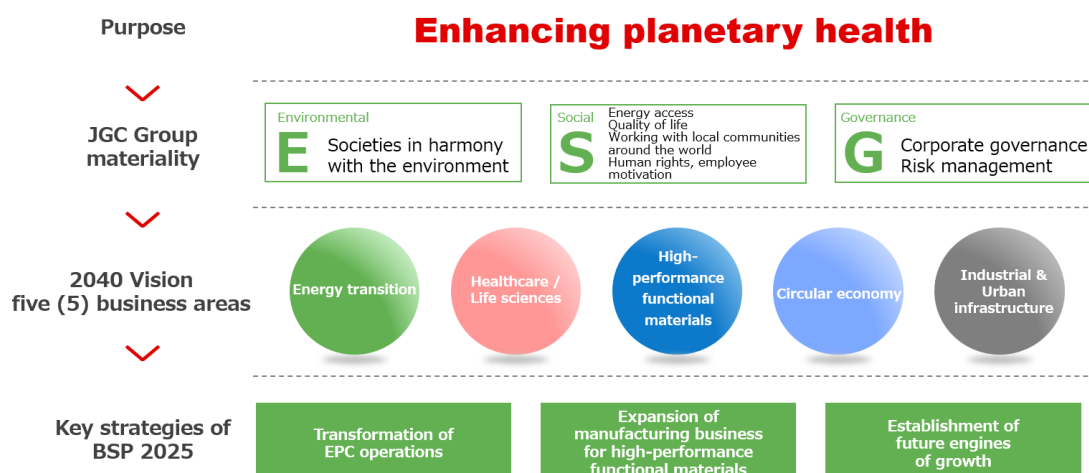 Purpose
Enhancing planetary health
JGC Group
materiality
Environmental
E
Societies in harmony
with the environment
Social
S
Energy access
Quality of life
Working with local communities
around the world
Human rights, employee
motivation
Governance
G
Corporate governance
Risk management
2040 Vision
five (5) business areas
Energy transition
Healthcare /
Life sciences
High-
performance
functional
materials
Circular economy
Industrial &
Urban
infrastructure
Key strategies of
BSP 2025
Transformation of
EPC operations
Expansion of
manufacturing business
for high-performance
functional materials
Establishment of
future engines
of growth